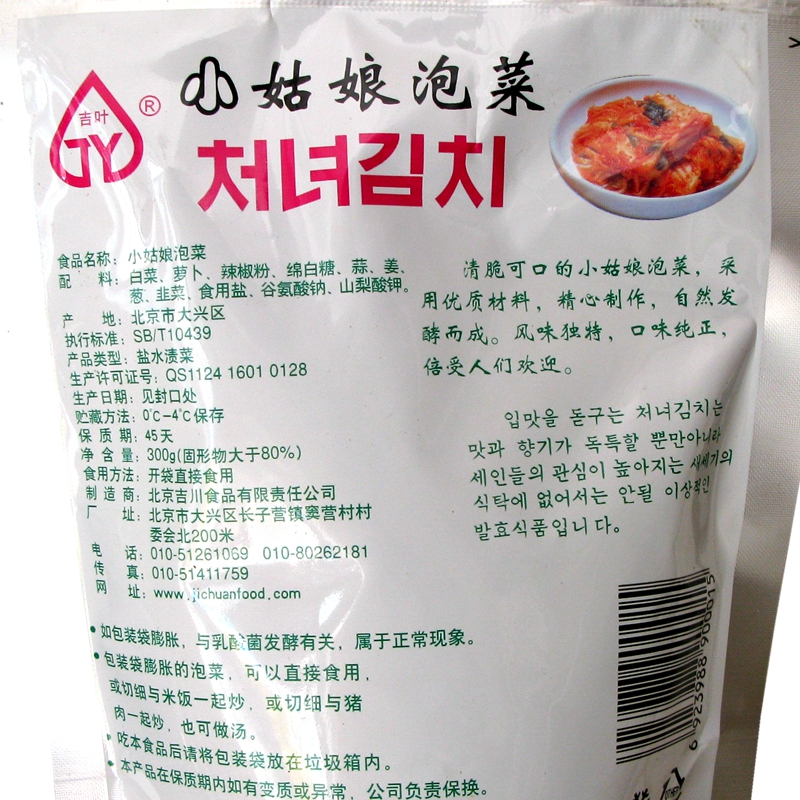 吉叶
JY®
小姑娘泡菜
처녀김치
食品名称：小姑娘泡菜
配 料：白菜、萝卜、辣椒粉、绵白糖、蒜、姜、
葱、韭菜、食用盐、谷氨酸钠、山梨酸钾。
产 地：北京市大兴区
执行标准：SB/T10439
产品类型：盐水渍菜
生产许可证号：QS1124 1601 0128
生产日期：见封口处
贮藏方法：0℃-4℃保存
保 质 期：45天
净 含 量：300g(固形物大于80%)
食用方法：开袋直接食用
制 造 商：北京吉川食品有限责任公司
厂 址：北京市大兴区长子营镇窦营村村
委会北200米
电 话：010-51261069 010-80262181
传 真：010-51411759
网 址：www.jichuanfood.com
清脆可口的小姑娘泡菜，采
用优质材料，精心制作，自然发
酵而成。风味独特，口味纯正，
倍受人们欢迎。
입맛을 돋구는 처녀김치는
맛과 향기가 독특할 뿐만아니라
세인들의 관심이 높아지는 새세기의
식탁에 없어서는 안될 이상적인
발효식품입니다.
•如包装袋膨胀，与乳酸菌发酵有关，属于正常现象。
•包装袋膨胀的泡菜，可以直接食用，
或切细与米饭一起炒，或切细与猪
肉一起炒，也可做汤。
•吃本食品后请将包装袋放在垃圾箱内。
•本产品在保质期内如有变质或异常，公司负责保换。
6 923988 900015